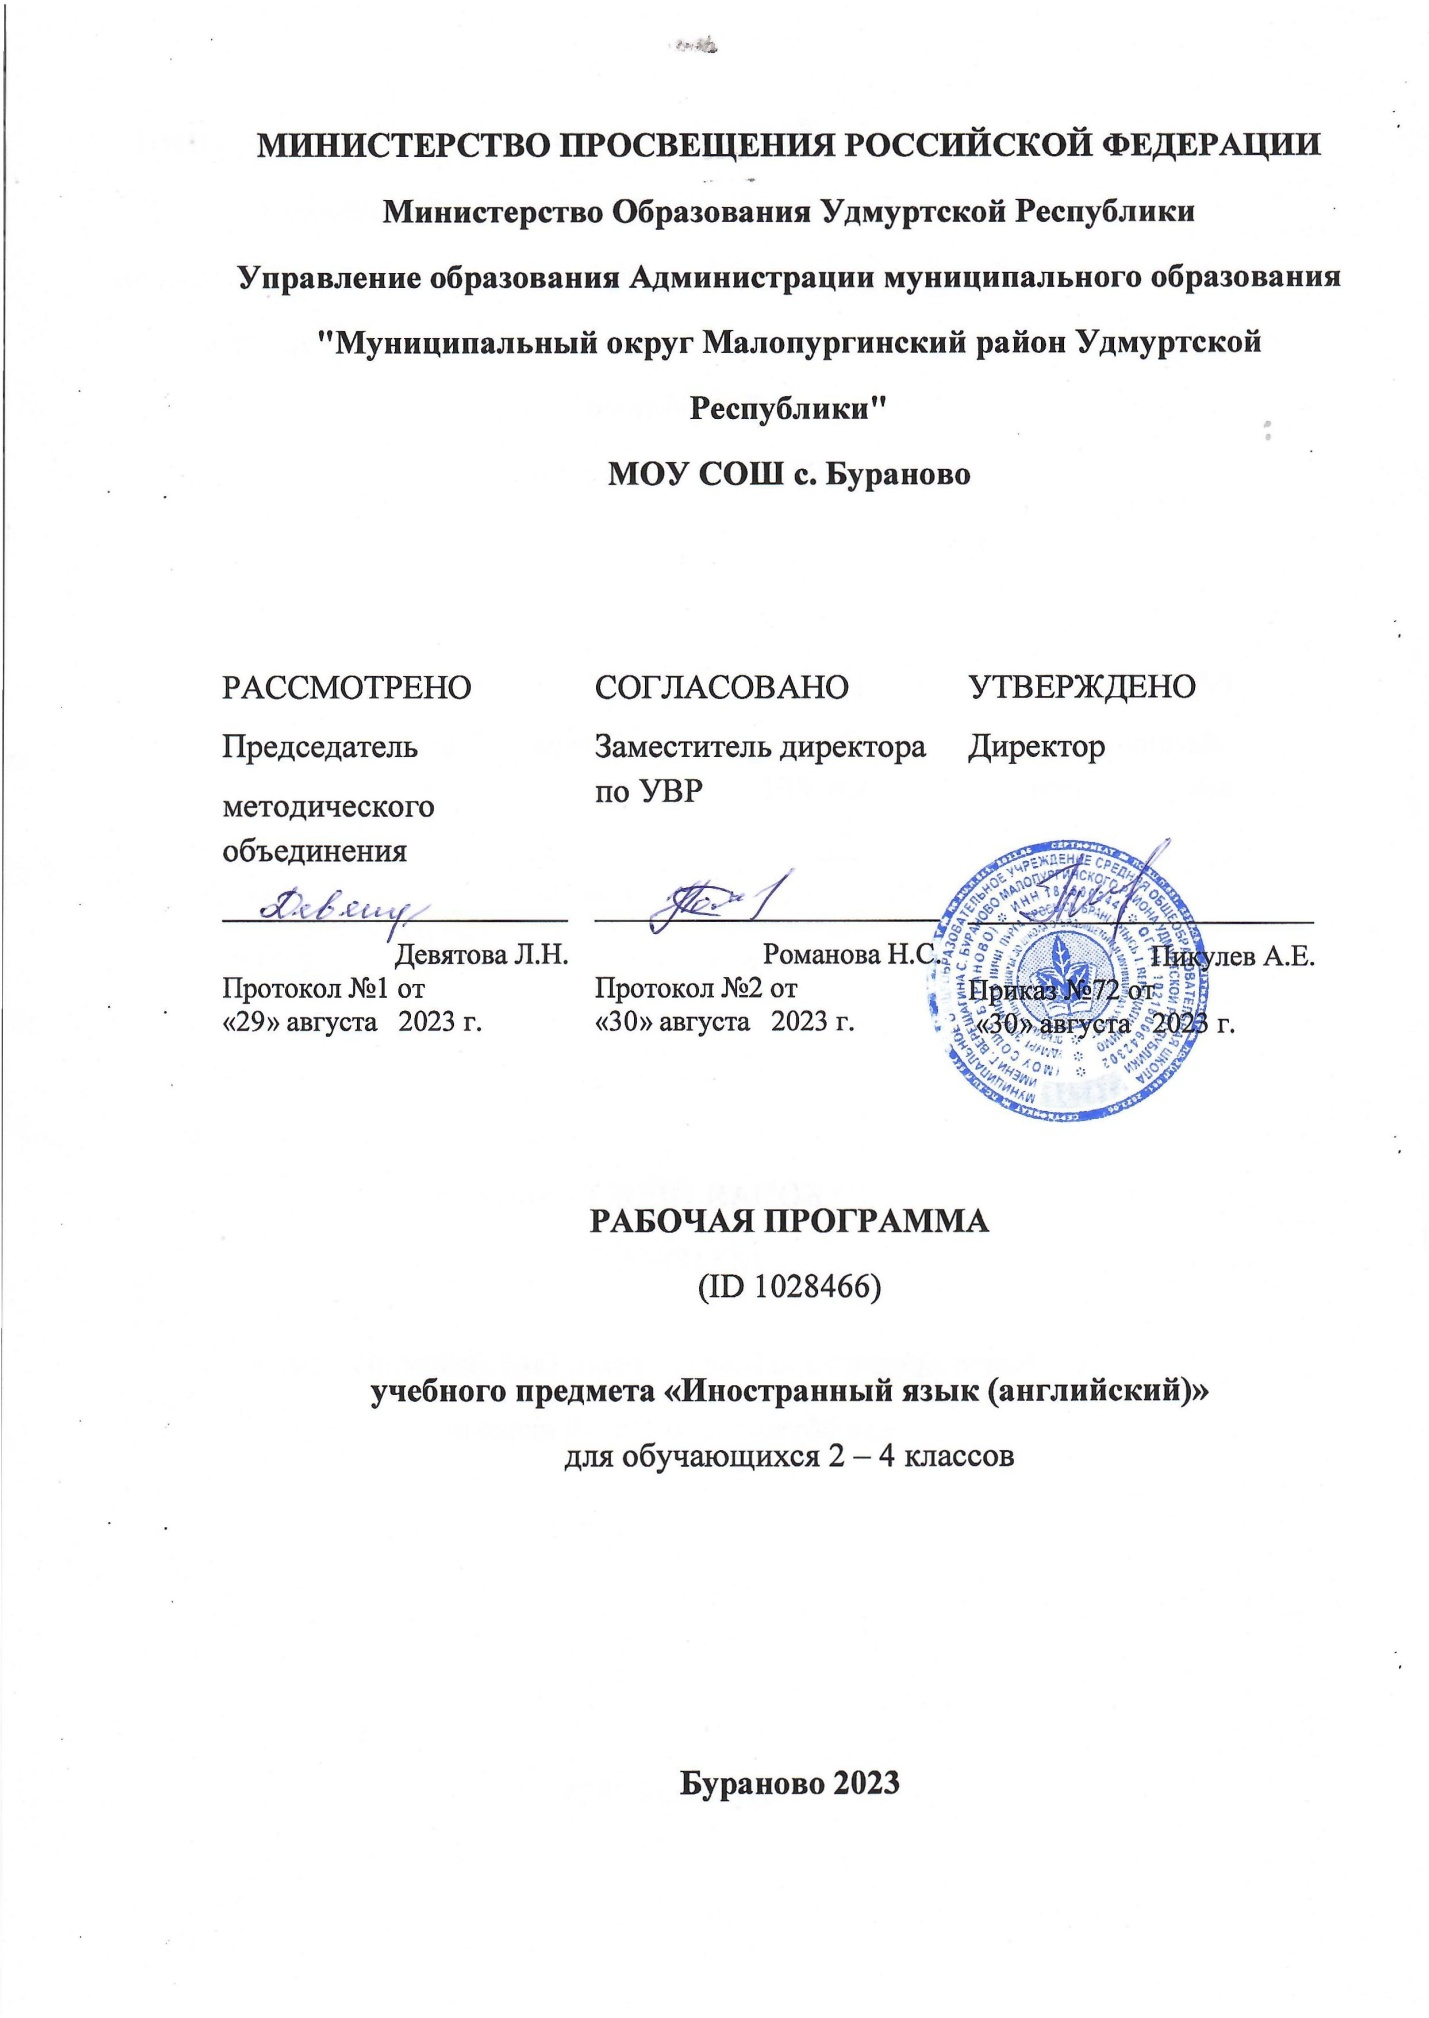 МИНИСТЕРСТВО ПРОСВЕЩЕНИЯ РОССИЙСКОЙ ФЕДЕРАЦИИ
Министерство Образования Удмуртской Республики
Управление образования Администрации муниципального образования
"Муниципальный округ Малопургинский район Удмуртской
Республики"
МОУ СОШ с. Бураново
РАССМОТРЕНО
Председатель
методического
объединения
Девятова Л.Н.
Протокол №1 от
«29» августа 2023 г.
СОГЛАСОВАНО
Заместитель директора
по УВР
Романова Н.С.
Протокол №2 от
«30» августа 2023 г.
УТВЕРЖДЕНО
Директор
Пикулев А.Е.
Приказ №72 от
«30» августа 2023 г.
РАБОЧАЯ ПРОГРАММА
(ID 1028466)
учебного предмета «Иностранный язык (английский)»
для обучающихся 2 – 4 классов
Бураново 2023